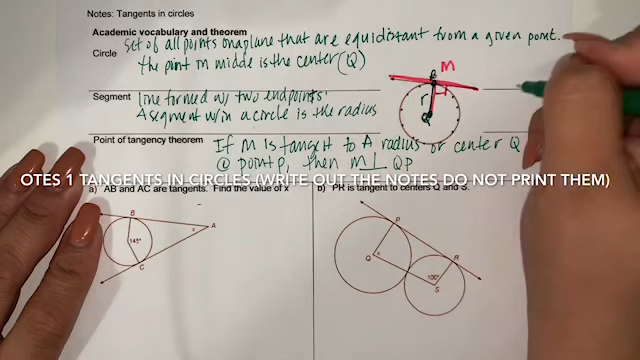 Notes: Tangents in circles
Academic vocabulary and theorem
Set of all points on a plane that are equidistant from a given point.
Circle
The point in middle is the center (Q)
M
Segment
line formed w/ two endpoints.
A segment w/in a circle is the radius
r
Q
Point of tangency theorem
If M is tangent to A radius or center Q
@ point P, then M ⊥ QP
OTES 1 TANGENTS IN CIRCLES (WRITE OUT THE NOTES DO NOT PRINT THEM)
a) AB and AC are tangents. Find the value of x
b) PR is tangent to centers Q and S.
B
x
A
C
P
Q
x
R
100°
S